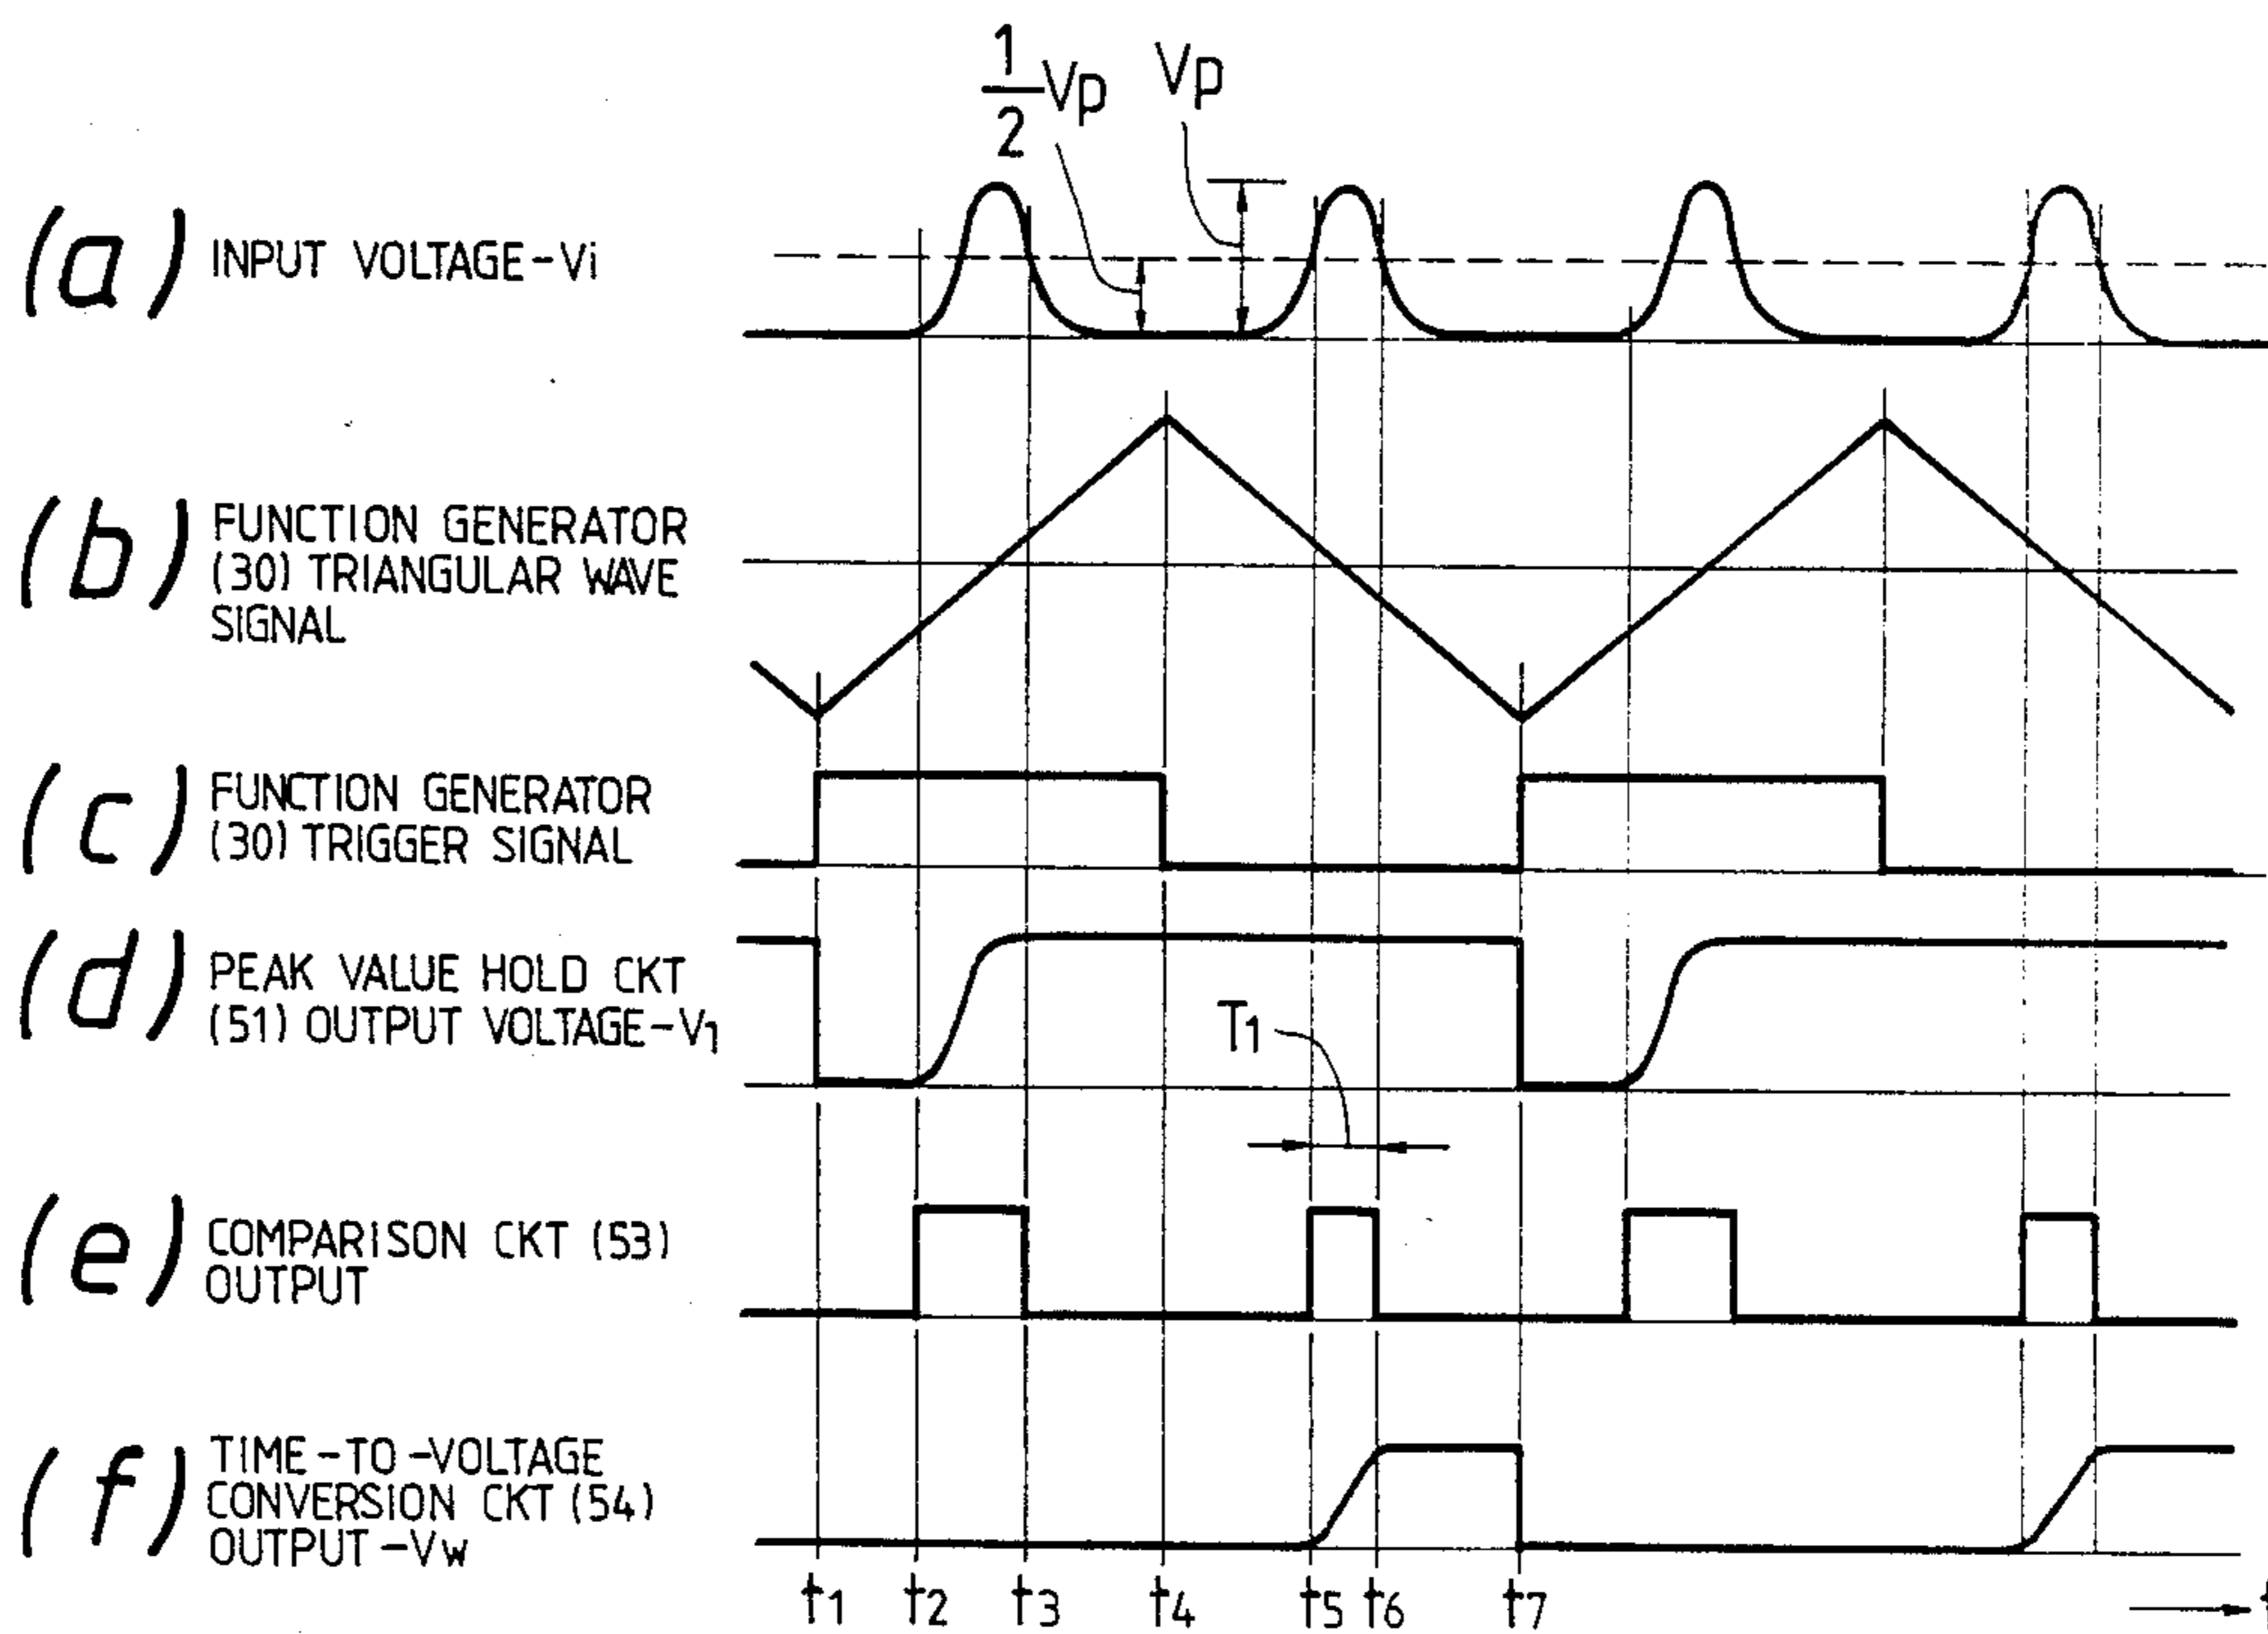 1/2 Vp
Vp
(a) INPUT VOLTAGE-Vi
(b) FUNCTION GENERATOR
(30) TRIANGULAR WAVE
SIGNAL
(c) FUNCTION GENERATOR
(30) TRIGGER SIGNAL
(d) PEAK VALUE HOLD CKT
(51) OUTPUT VOLTAGE-V1
T1
(e) COMPARISON CKT (53)
OUTPUT
(f) TIME-TO-VOLTAGE
CONVERSION CKT (54)
OUTPUT-Vw
t1 t2 t3 t4 t5 t6 t7